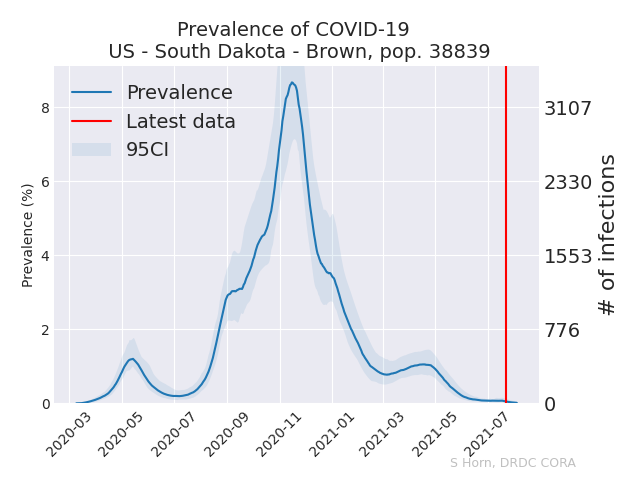 Prevalence of COVID-19
US - South Dakota - Brown, pop. 38839
Prevalence
Latest data
95CI
Prevalence (%)
8
6
4
2
0
3107
2330
1553
776
0
# of infections
2020-03
2020-05
2020-07
2020-09
2020-11
2021-01
2021-03
2021-05
2021-07
S Horn, DRDC CORA